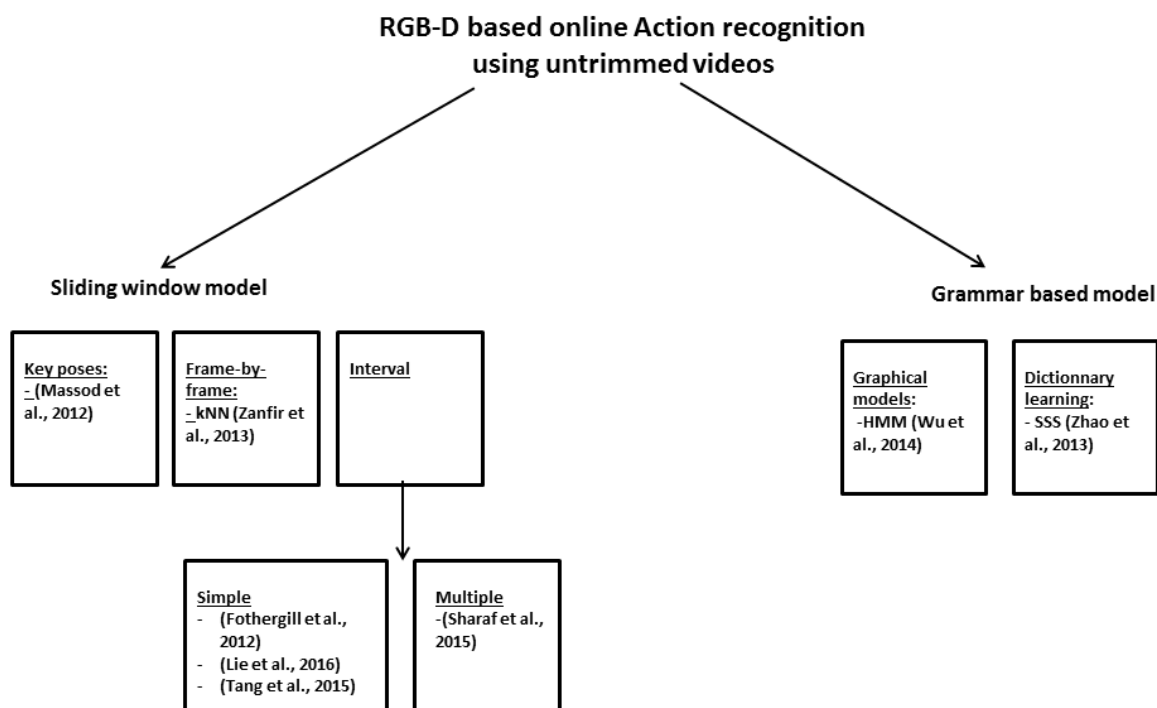 RGB-D based online Action recognition
using untrimmed videos
Sliding window model
Grammar based model
Key poses:
- (Massod et
al., 2012)
Frame-by-
frame:
- kNN (Zanfir et
al., 2013)
Interval
Graphical
models:
-HMM (Wu et
al., 2014)
Dictionnary
learning:
- SSS (Zhao et
al., 2013)
Simple
- (Fothergill et al.,
2012)
- (Lie et al., 2016)
- (Tang et al., 2015)
Multiple
-(Sharaf et al.,
2015)